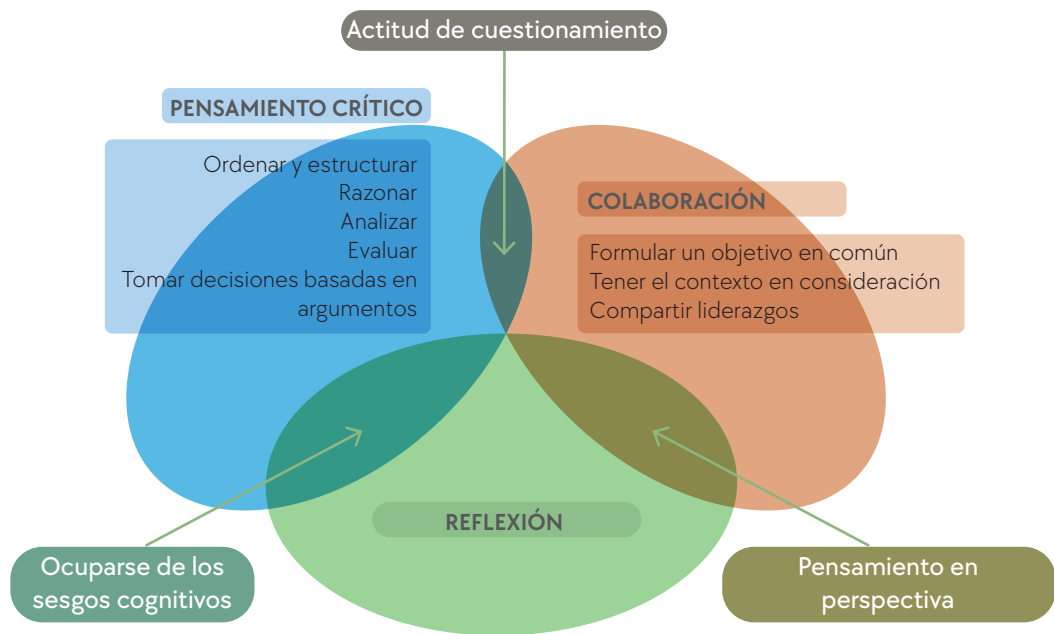 Actitud de cuestionamiento
PENSAMIENTO CRÍTICO
Ordenar y estructurar
Razonar
Analizar
Evaluar
Tomar decisiones basadas en
argumentos
COLABORACIÓN
Formular un objetivo en común
Tener el contexto en consideración
Compartir liderazgos
REFLEXIÓN
Ocuparse de los
sesgos cognitivos
Pensamiento en
perspectiva